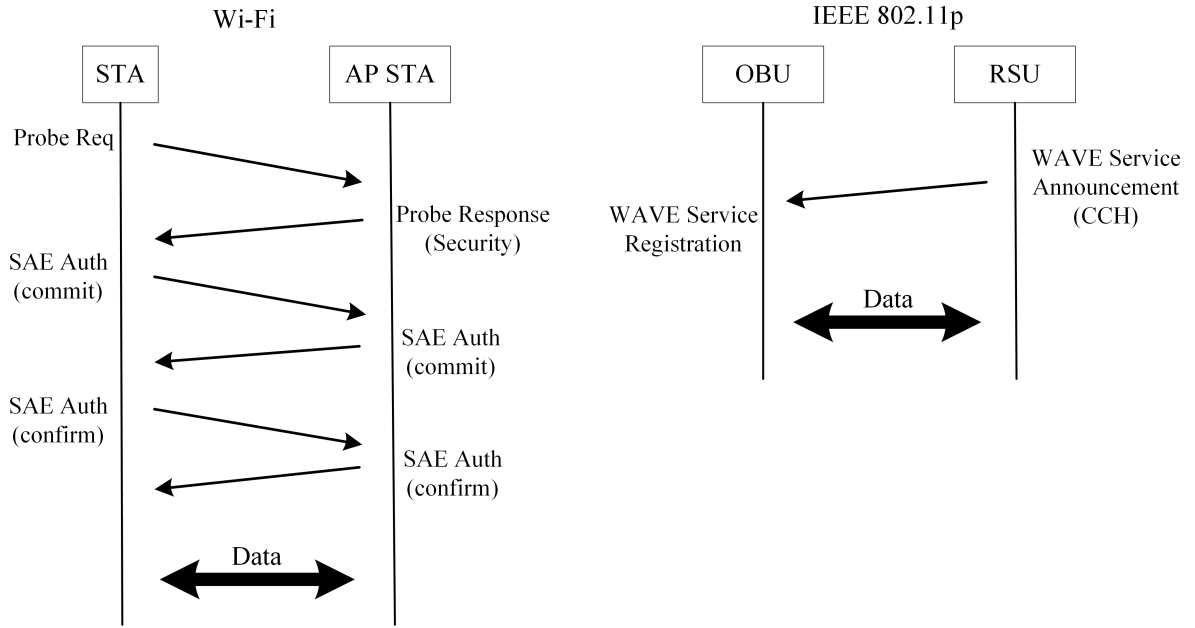 Wi-Fi
STA
AP STA
Probe Req
Probe Response
(Security)
SAE Auth
(commit)
SAE Auth
(commit)
SAE Auth
(confirm)
SAE Auth
(confirm)
Data
IEEE 802.11p
OBU
RSU
WAVE Service
Announcement
(CCH)
WAVE Service
Registration
Data